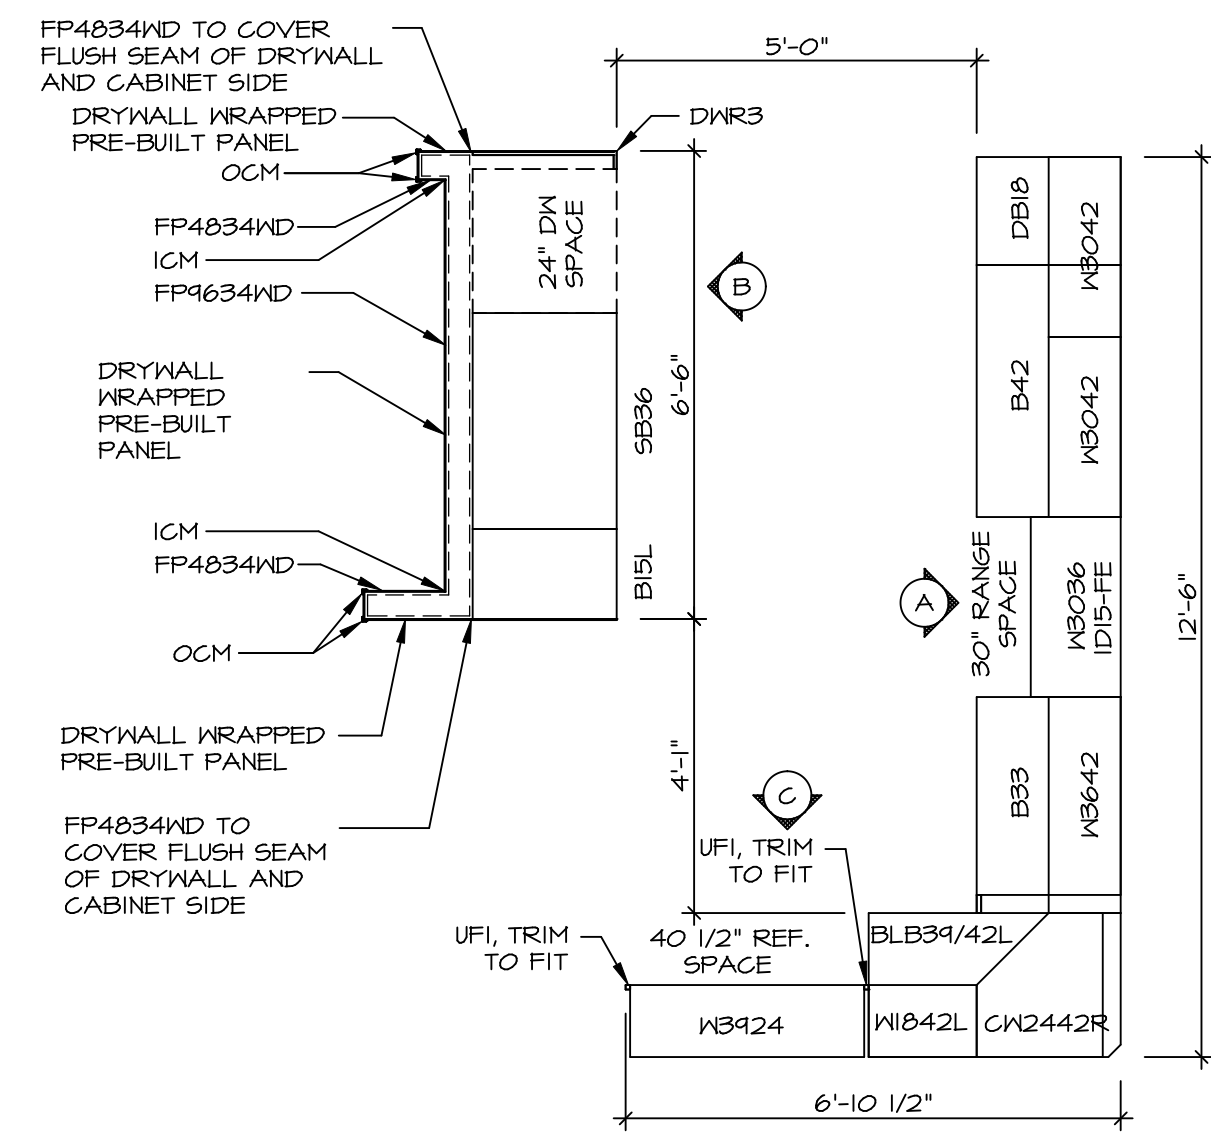 FP4834WD TO COVER
FLUSH SEAM OF DRYWALL
AND CABINET SIDE
DRYWALL WRAPPED
PRE-BUILT PANEL
OCM
FP4834WD
ICM
FP9634WD
DRYWALL
WRAPPED
PRE-BUILT
PANEL
ICM
FP4834WD
OCM
DRYWALL WRAPPED
PRE-BUILT PANEL
FP4834WD TO
COVER FLUSH SEAM
OF DRYWALL AND
CABINET SIDE
5'-0"
DWR3
24" DW
SPACE
B
SB36
6'-6"
B15L
4'-1"
DB18
W3042
B42
W3042
A
30" RANGE
SPACE
W3036
1D15-FE
12'-6"
B33
W3642
C
UF1, TRIM
TO FIT
UF1, TRIM
TO FIT
40 1/2" REF.
SPACE
BLB39/42L
W3924
W1842L
CW2442R
6'-10 1/2"